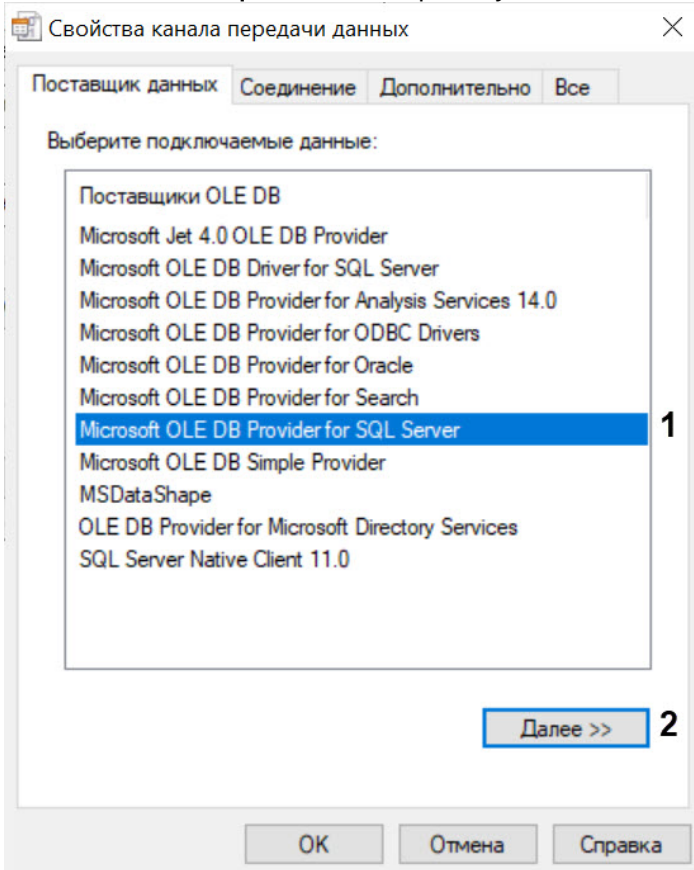 Свойства канала передачи данных
Поставщик данных Соединение Дополнительно Все
Выберите подключаемые данные:
Поставщики OLE DB
Microsoft Jet 4.0 OLE DB Provider
Microsoft OLE DB Driver for SQL Server
Microsoft OLE DB Provider for Analysis Services 14.0
Microsoft OLE DB Provider for ODBC Drivers
Microsoft OLE DB Provider for Oracle
Microsoft OLE DB Provider for Search
Microsoft OLE DB Provider for SQL Server 1
Microsoft OLE DB Simple Provider
MSDataShape
OLE DB Provider for Microsoft Directory Services
SQL Server Native Client 11.0
Далее >> 2
ОК Отмена Справка